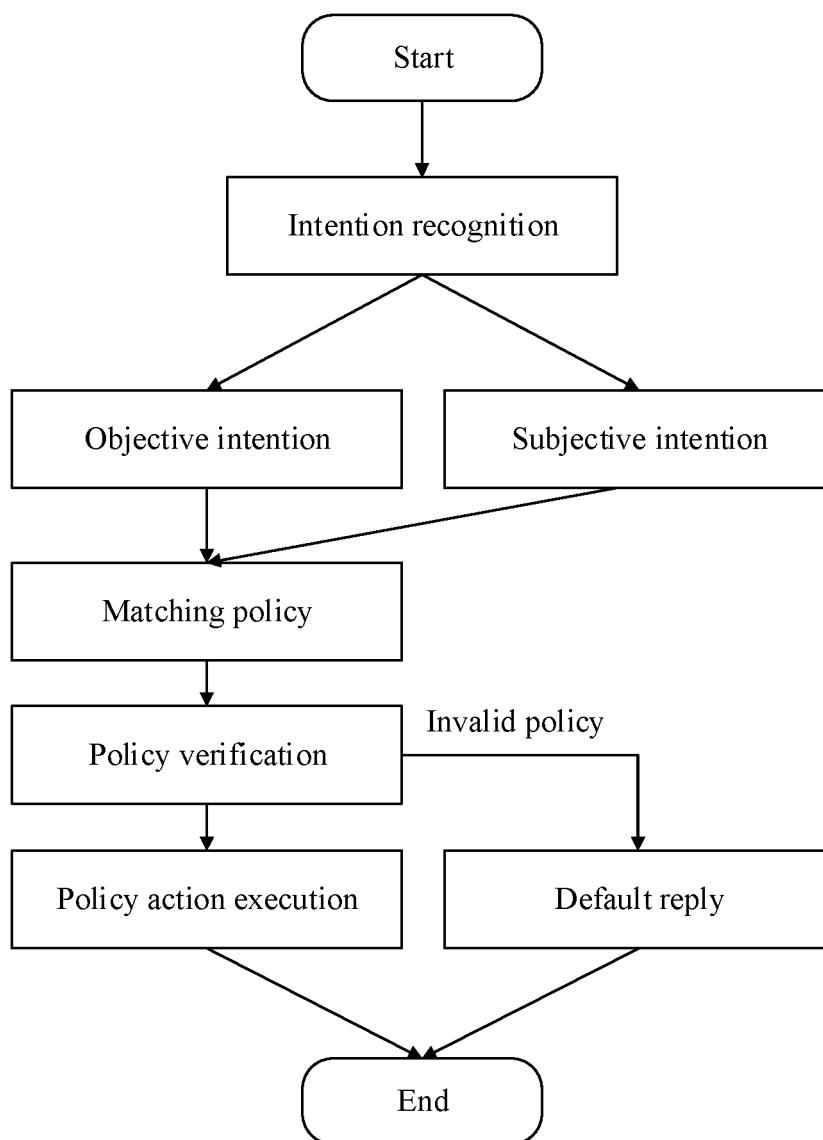 Start
Intention recognition
Objective intention
Subjective intention
Matching policy
Invalid policy
Policy verification
Policy action execution
Default reply
End